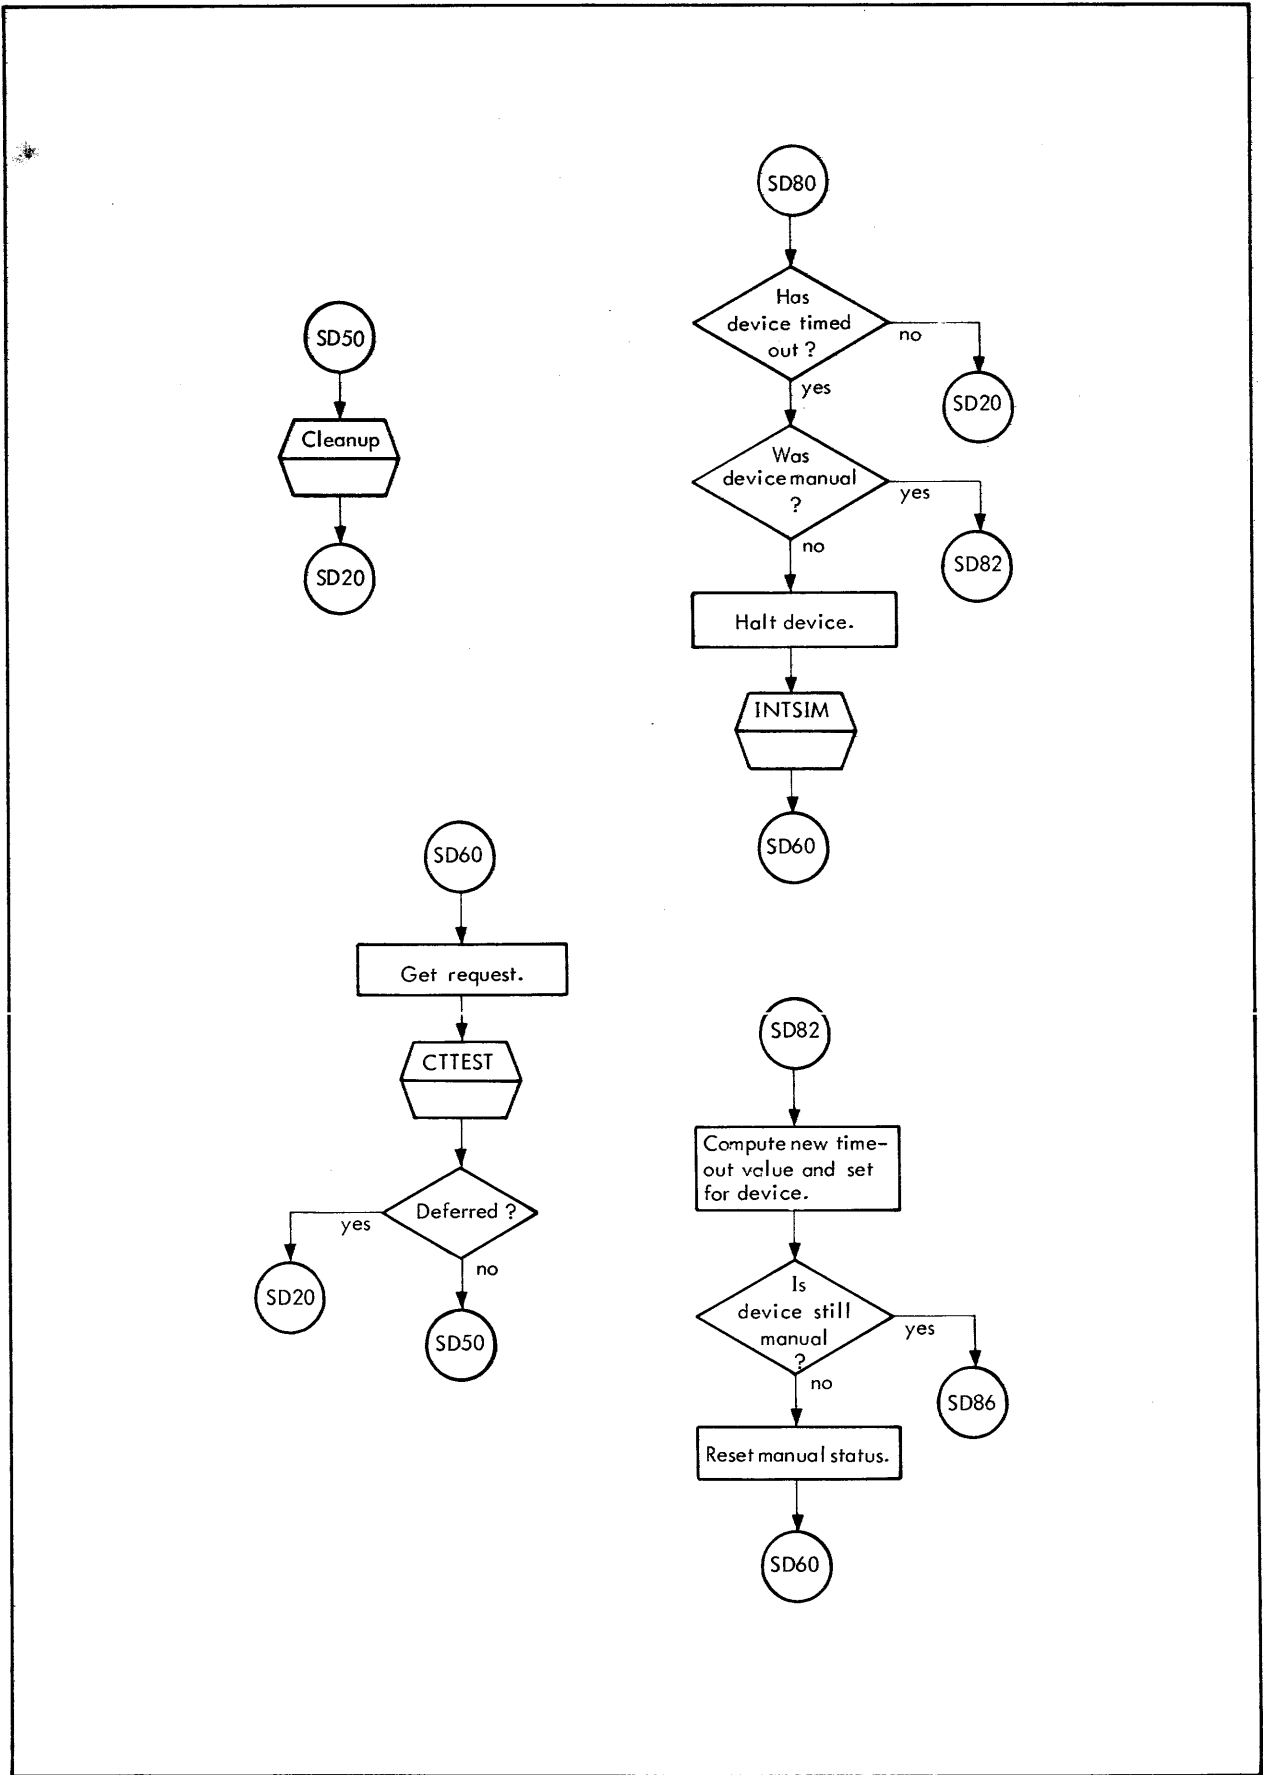 SD50
Cleanup
SD20
SD80
Has
device timed
out ?
no
SD20
yes
Was
device manual
?
yes
SD82
no
Halt device.
INTSIM
SD60
SD60
Get request.
CTTEST
Deferred ?
yes
SD20
no
SD50
SD82
Compute new time-
out value and set
for device.
Is
device still
manual
?
yes
SD86
no
Reset manual status.
SD60